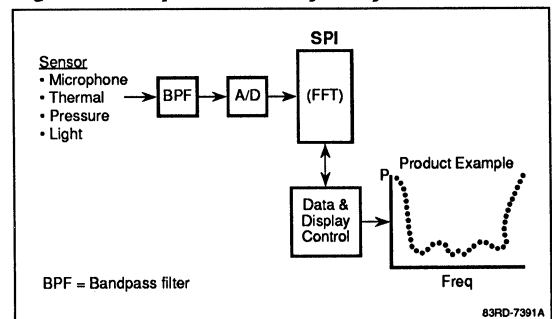 SPI
Sensor
• Microphone
• Thermal
• Pressure
• Light
BPF
A/D
(FFT)
Data &
Display
Control
Product Example
P
Freq
BPF = Bandpass filter
83RD-7391A